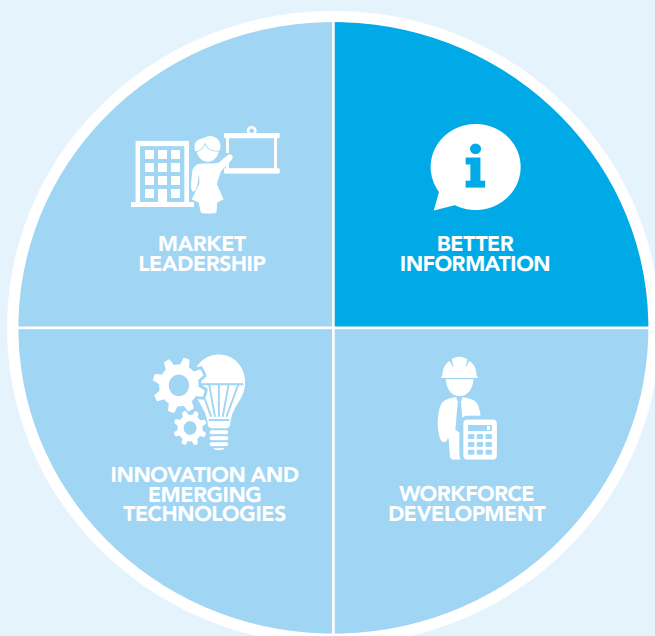 MARKET
LEADERSHIP
BETTER
INFORMATION
INNOVATION AND
EMERGING
TECHNOLOGIES
WORKFORCE
DEVELOPMENT